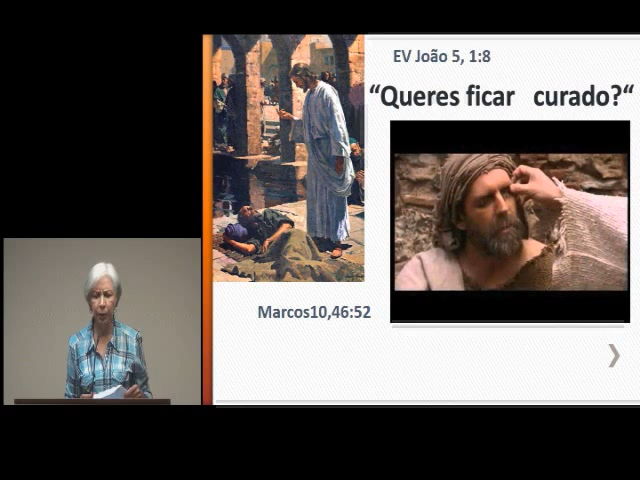 EV João 5, 1:8
“Queres ficar curado?“
Marcos10,46:52